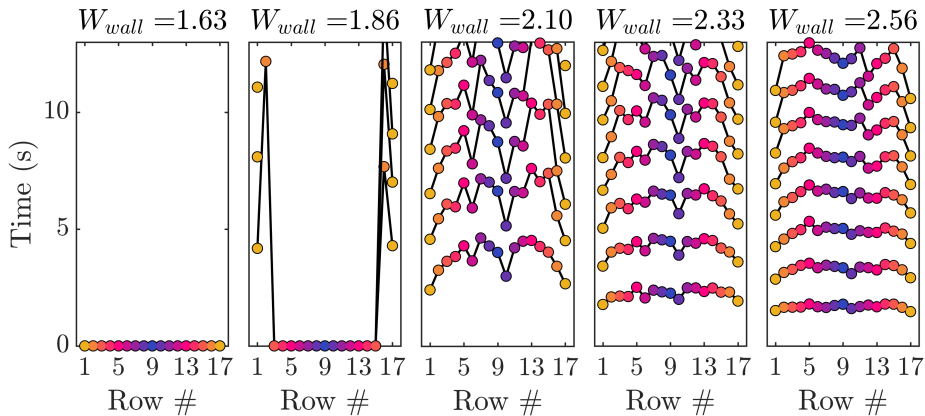 W_wall =1.63 W_wall =1.86 W_wall =2.10 W_wall =2.33 W_wall =2.56
10
5
0
Time (s)
1 5 9 13 17 1 5 9 13 17 1 5 9 13 17 1 5 9 13 17 1 5 9 13 17
Row # Row # Row # Row # Row #